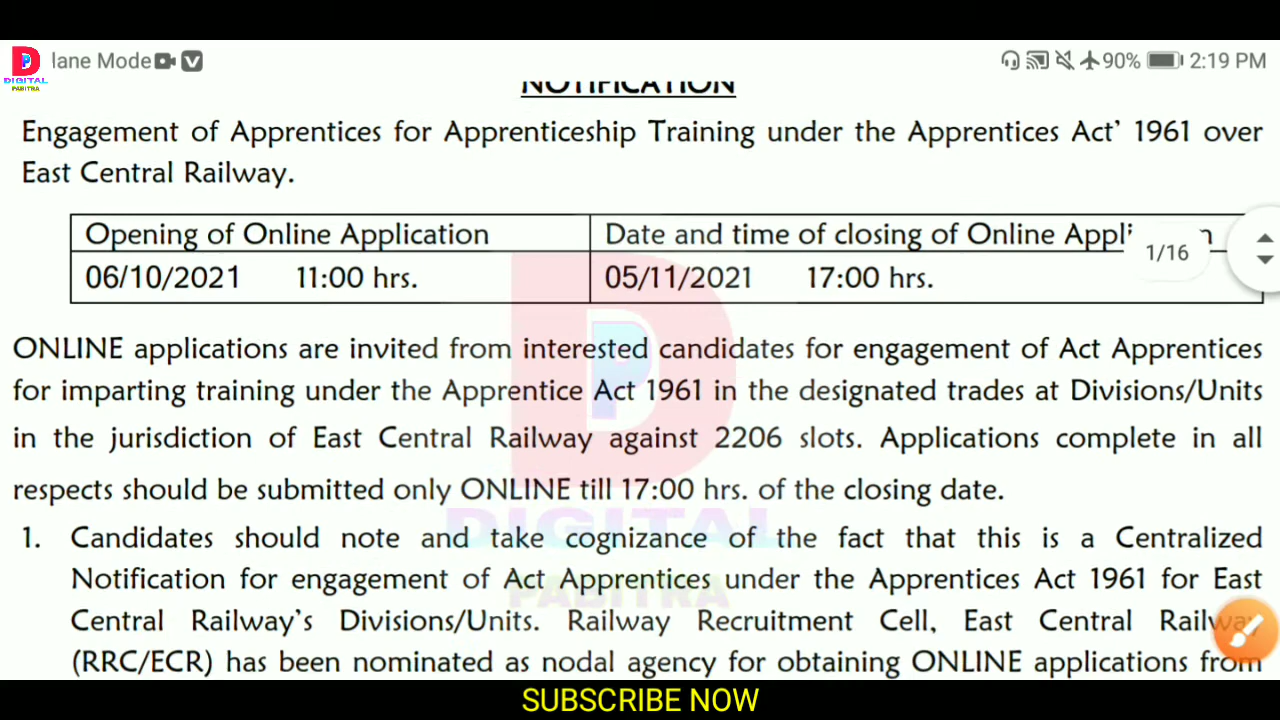 lane Mode
90% 2:19 PM
DIGITAL
PABITRA
NOTIFICATION
Engagement of Apprentices for Apprenticeship Training under the Apprentices Act' 1961 over
East Central Railway.
Opening of Online Application Date and time of closing of Online Appli n
06/10/2021 11:00 hrs. 05/11/2021 17:00 hrs.
1/16
ONLINE applications are invited from interested candidates for engagement of Act Apprentices
for imparting training under the Apprentice Act 1961 in the designated trades at Divisions/Units
in the jurisdiction of East Central Railway against 2206 slots. Applications complete in all
respects should be submitted only ONLINE till 17:00 hrs. of the closing date.
DIGITAL
PABITRA
1. Candidates should note and take cognizance of the fact that this is a Centralized
Notification for engagement of Act Apprentices under the Apprentices Act 1961 for East
Central Railway's Divisions/Units. Railway Recruitment Cell, East Central Railway
(RRC/ECR) has been nominated as nodal agency for obtaining ONLINE applications from
SUBSCRIBE NOW